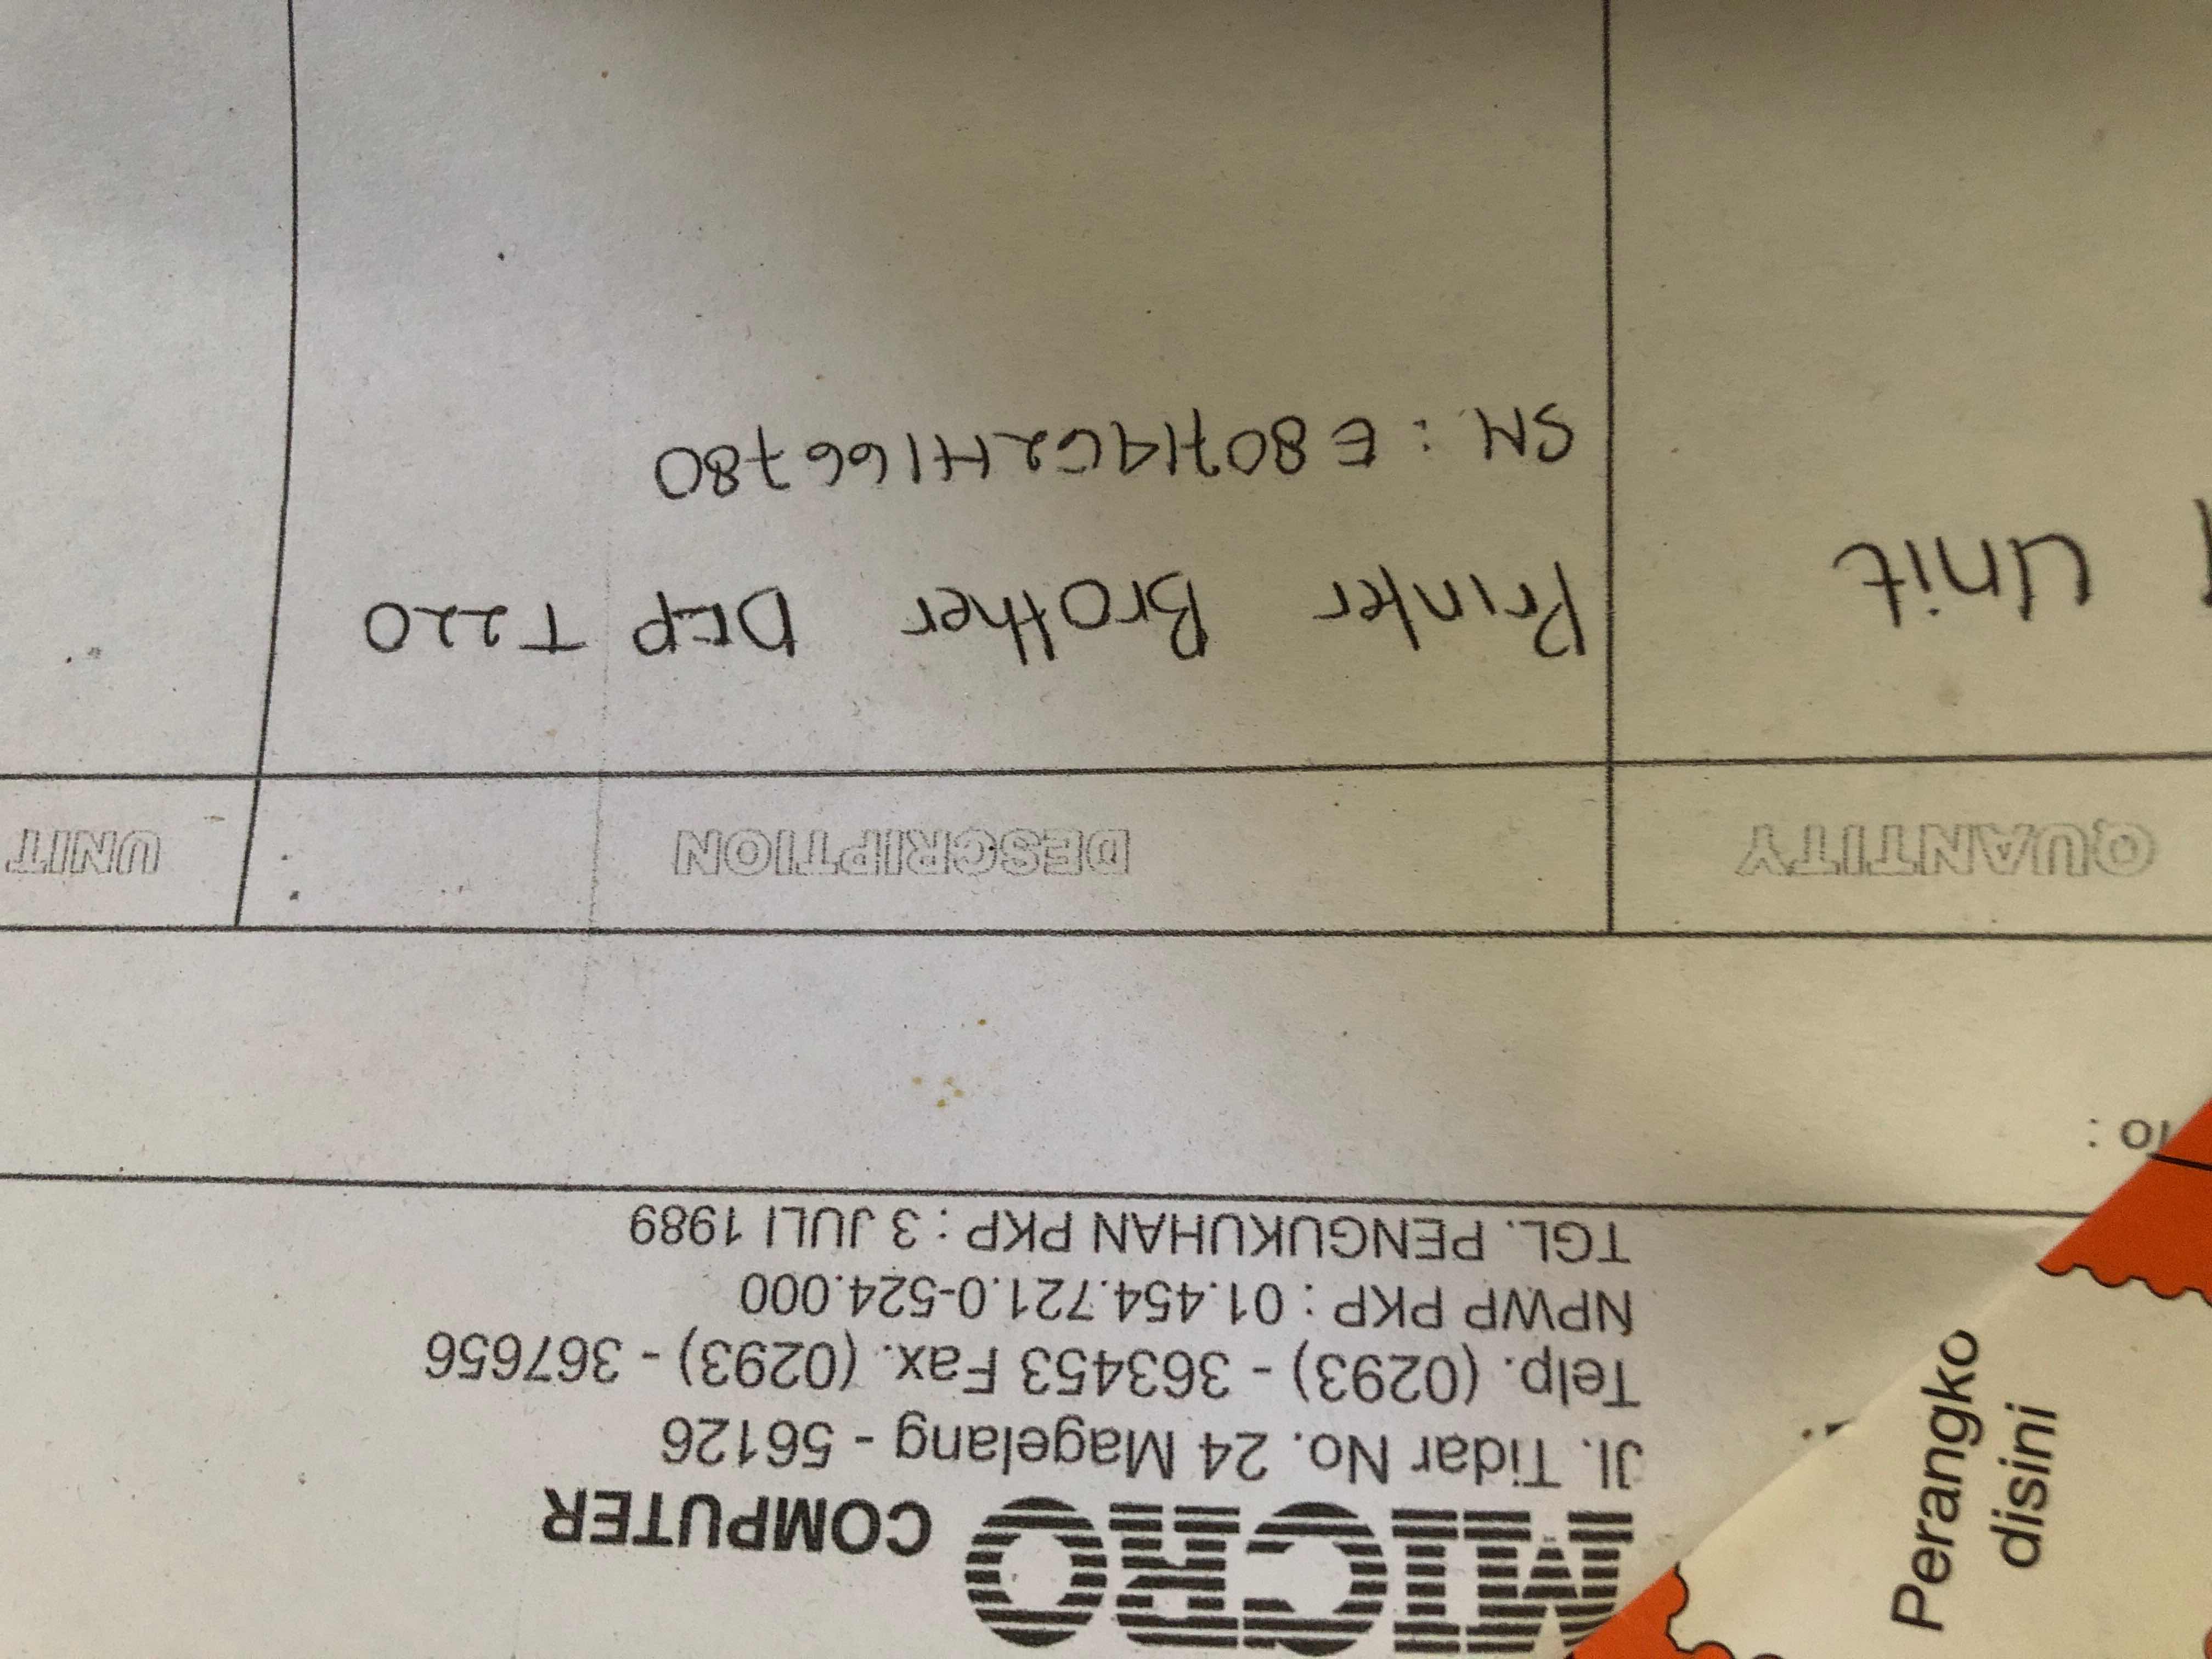 MICRO COMPUTER
Jl. Tidar No. 24 Magelang - 56126
Telp. (0293) - 363453 Fax. (0293) - 367656
NPWP PKP : 01.454.721.0-524.000
TGL. PENGUKUHAN PKP : 3 JULI 1989
QUANTITY DESCRIPTION UNIT
1 Unit Printer Brother DCP T220
SN : E80714G2H166780
Perangko
disini